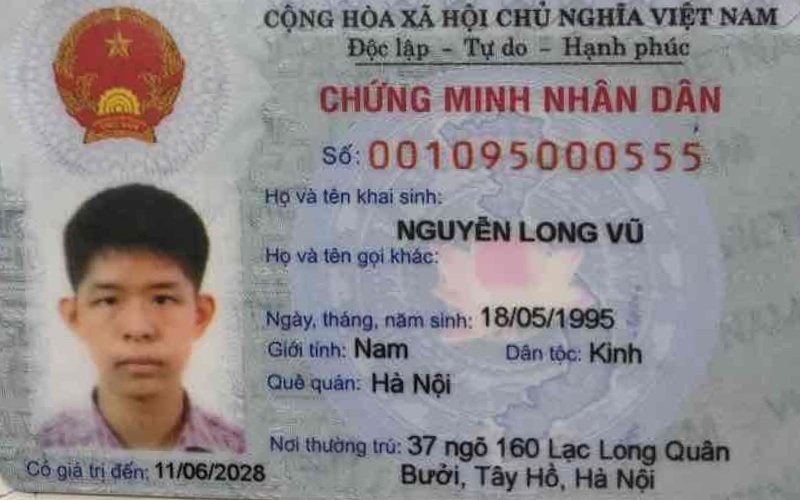 CỘNG HÒA XÃ HỘI CHỦ NGHĨA VIỆT NAM
Độc lập - Tự do - Hạnh phúc
CHỨNG MINH NHÂN DÂN
Số: 001095000555
Họ và tên khai sinh:
NGUYỄN LONG VŨ
Họ và tên gọi khác:
Ngày, tháng, năm sinh: 18/05/1995
Giới tính: Nam Dân tộc: Kinh
Quê quán: Hà Nội
Nơi thường trú: 37 ngõ 160 Lạc Long Quân
Bưởi, Tây Hồ, Hà Nội
Có giá trị đến: 11/06/2028